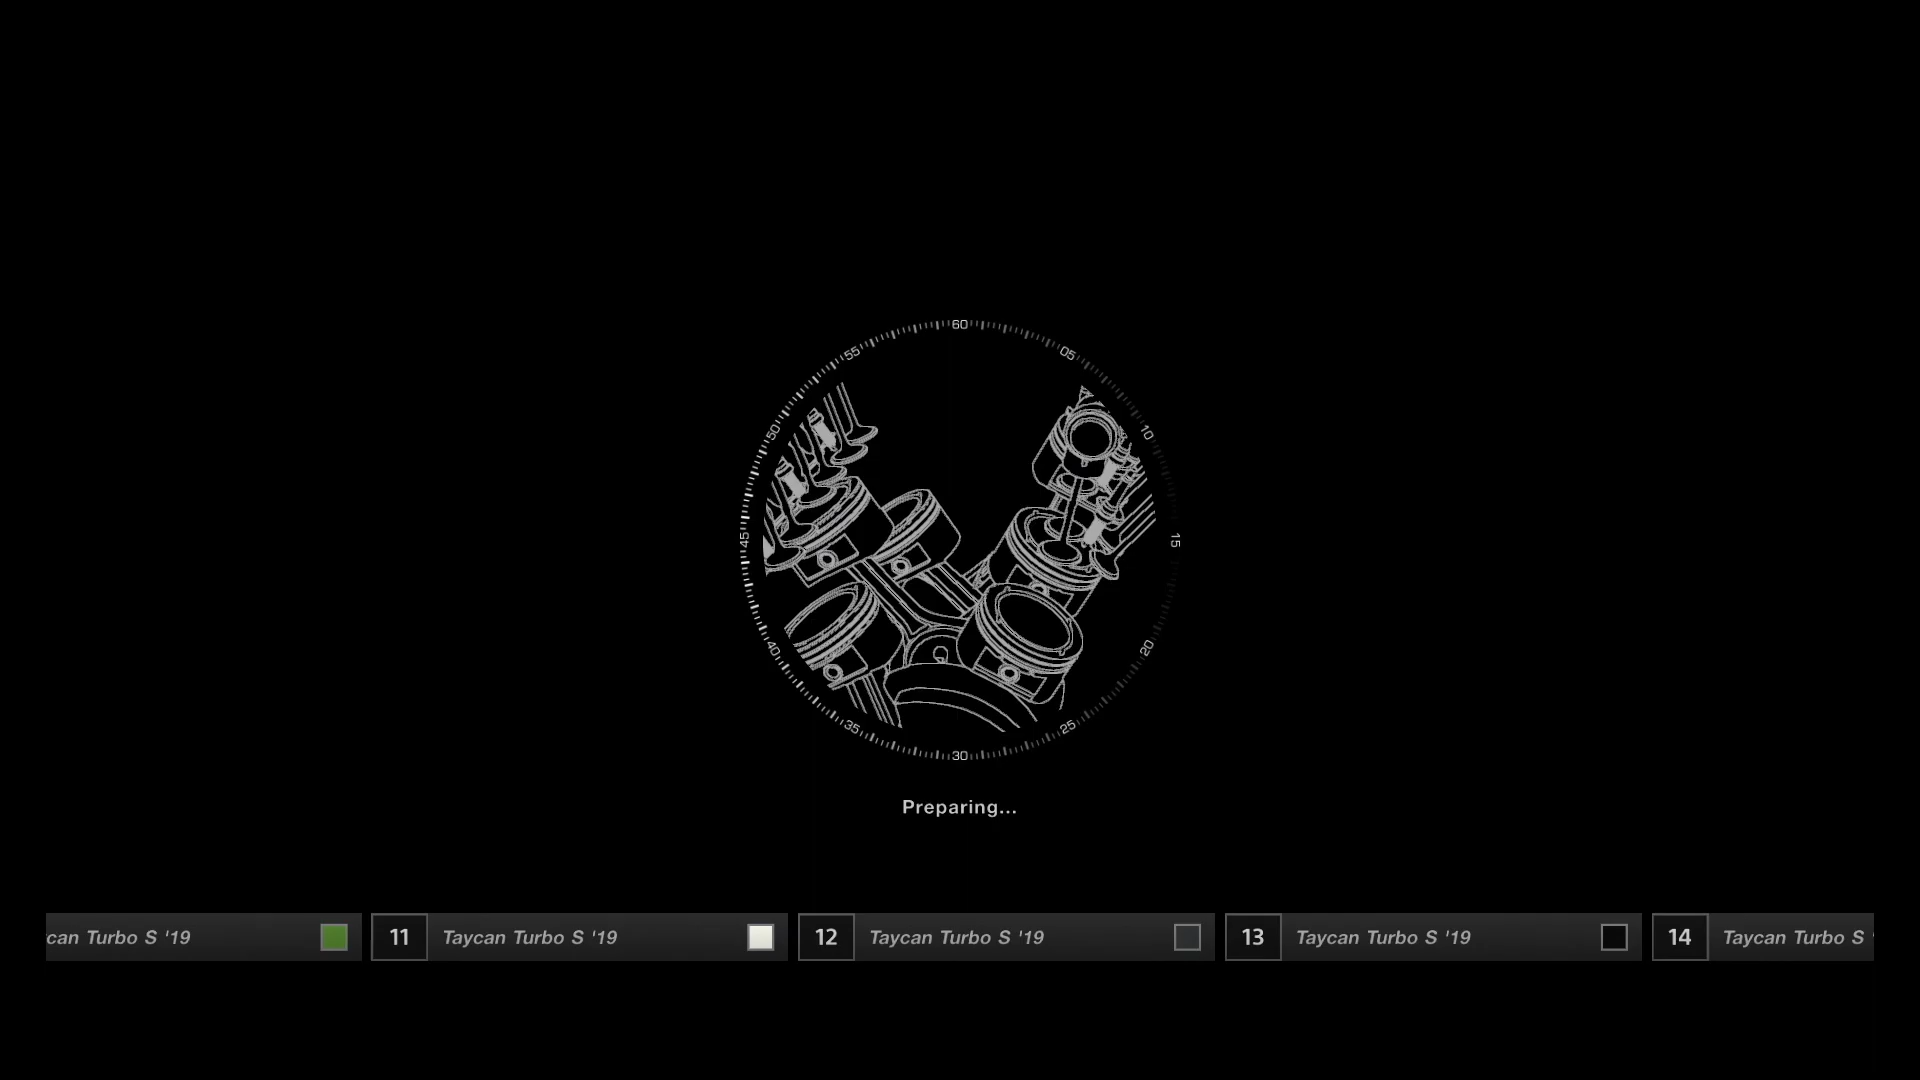 60
55
05
50
10
45
15
40
20
35
25
30
Preparing...
can Turbo S '19
11 Taycan Turbo S '19
12 Taycan Turbo S '19
13 Taycan Turbo S '19
14 Taycan Turbo S '